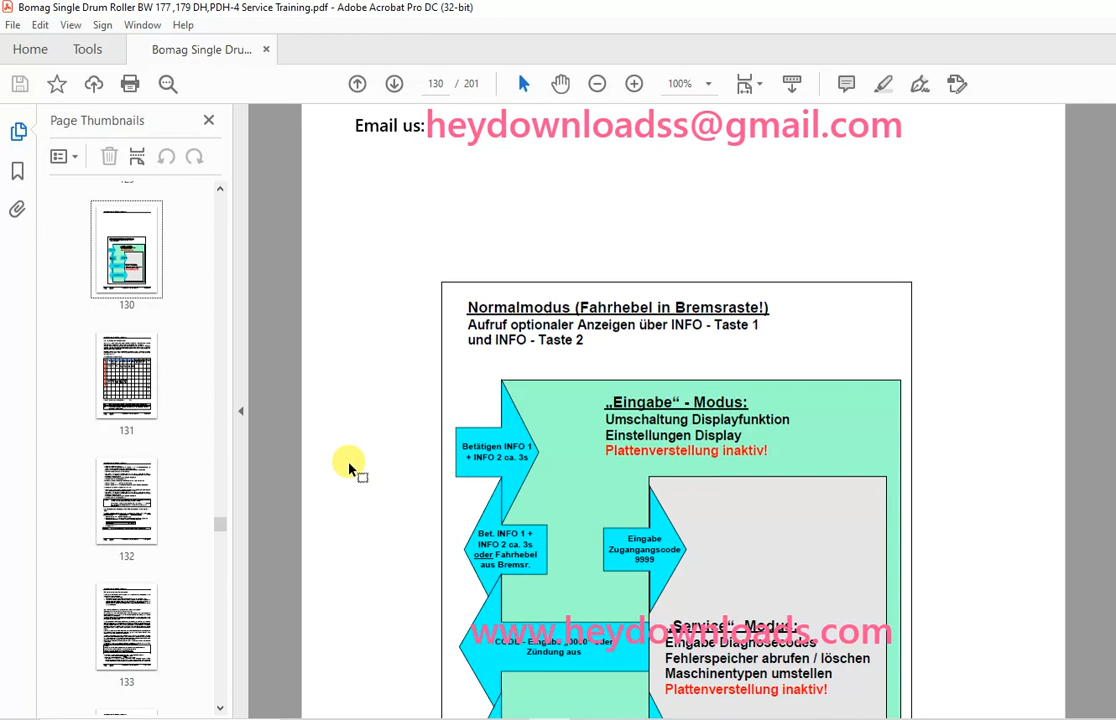 Bomag Single Drum Roller BW 177 ,179 DH,PDH-4 Service Training.pdf - Adobe Acrobat Pro DC (32-bit)
File Edit View Sign Window Help
Home Tools Bomag Single Dru... ×
130 / 201 100%
Page Thumbnails ×
130
131
132
133
Email us:heydownloadss@gmail.com
Normalmodus (Fahrhebel in Bremsraste!)
Aufruf optionaler Anzeigen über INFO - Taste 1
und INFO - Taste 2
„Eingabe“ - Modus:
Umschaltung Displayfunktion
Einstellungen Display
Plattenverstellung inaktiv!
Betätigen INFO 1
+ INFO 2 ca. 3s
Bet. INFO 1 +
INFO 2 ca. 3s
oder Fahrhebel
aus Bremsr.
Eingabe
Zugangangscode
9999
CODE - Eingabe „0000“ oder
Zündung aus
www.heydownloads.com
„Service“- Modus:
Eingabe Diagnosecodes
Fehlerspeicher abrufen / löschen
Maschinentypen umstellen
Plattenverstellung inaktiv!